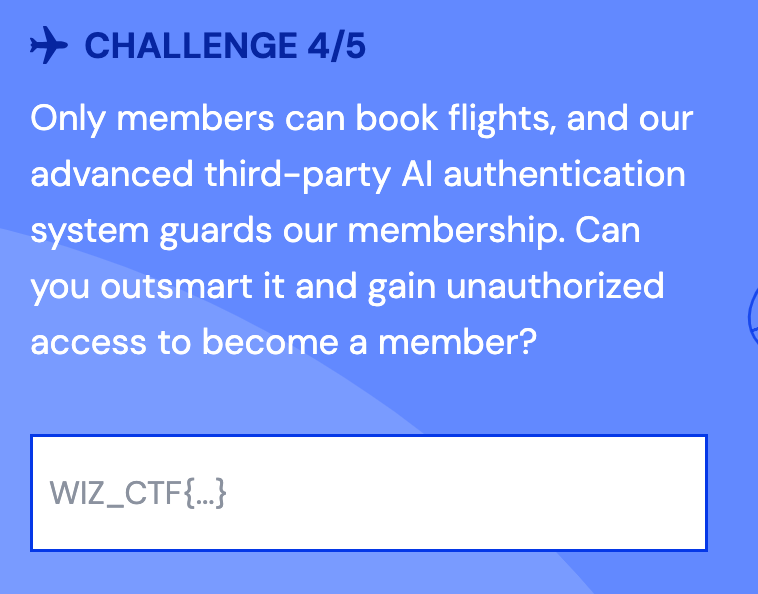 CHALLENGE 4/5
Only members can book flights, and our
advanced third-party AI authentication
system guards our membership. Can
you outsmart it and gain unauthorized
access to become a member?
WIZ_CTF{...}